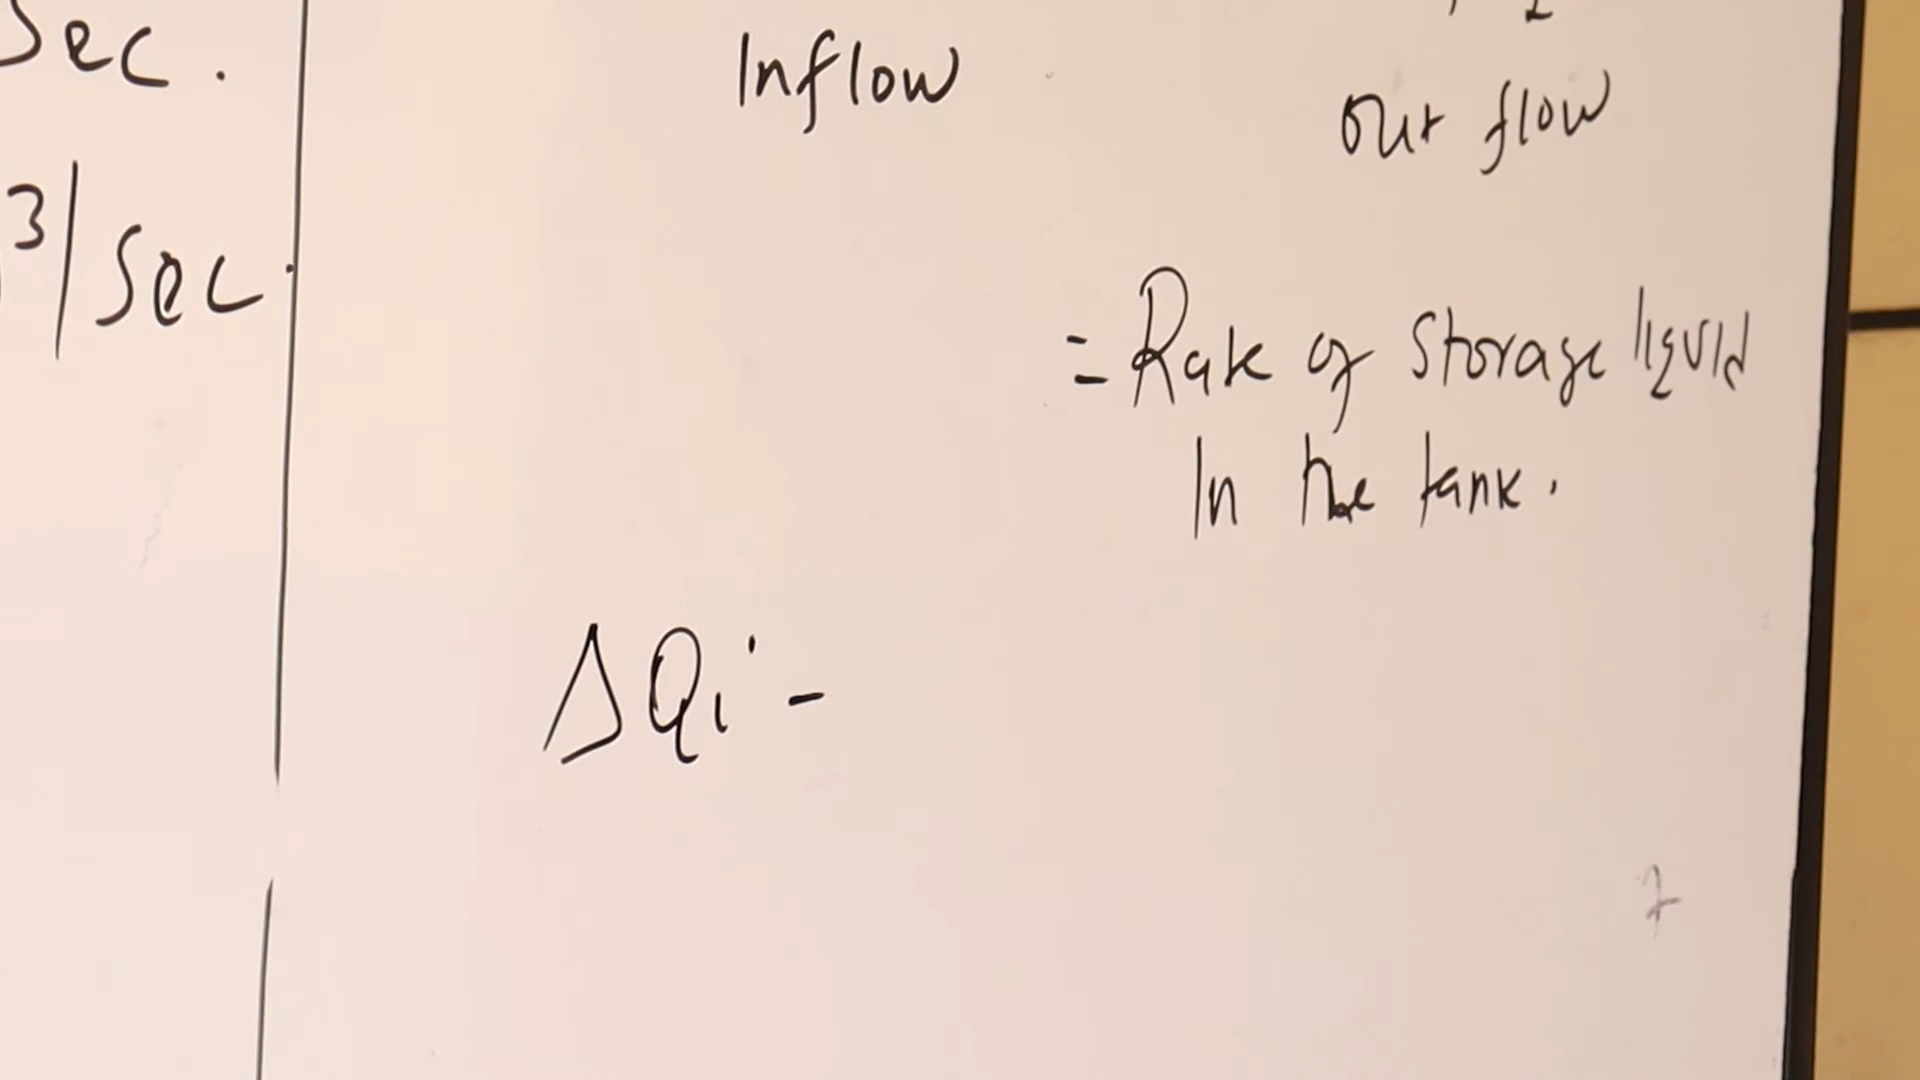 Sec.
3/Sec.
Inflow
Out flow
= Rate of Storage liquid
In the tank.
ΔQi -